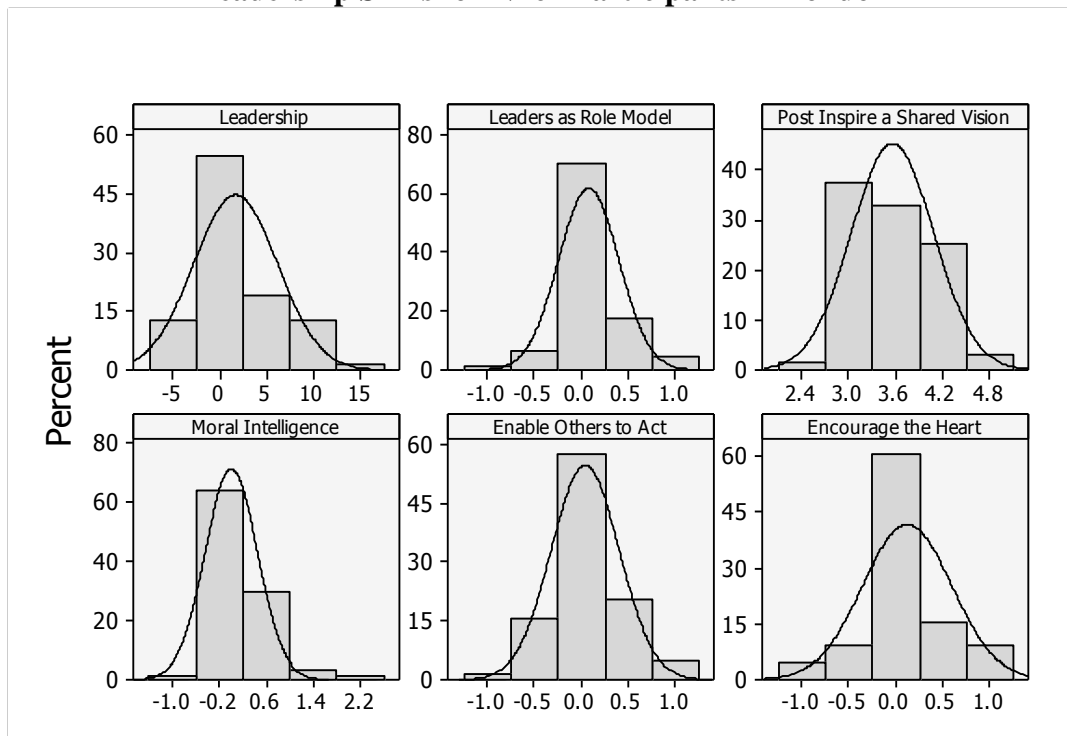 Leadership
Leaders as Role Model
Post Inspire a Shared Vision
60
45
30
15
0
80
60
40
20
0
40
30
20
10
0
-5 0 5 10 15
-1.0 -0.5 0.0 0.5 1.0
2.4 3.0 3.6 4.2 4.8
Percent
Moral Intelligence
Enable Others to Act
Encourage the Heart
80
60
40
20
0
60
45
30
15
0
60
45
30
15
0
-1.0 -0.2 0.6 1.4 2.2
-1.0 -0.5 0.0 0.5 1.0
-1.0 -0.5 0.0 0.5 1.0